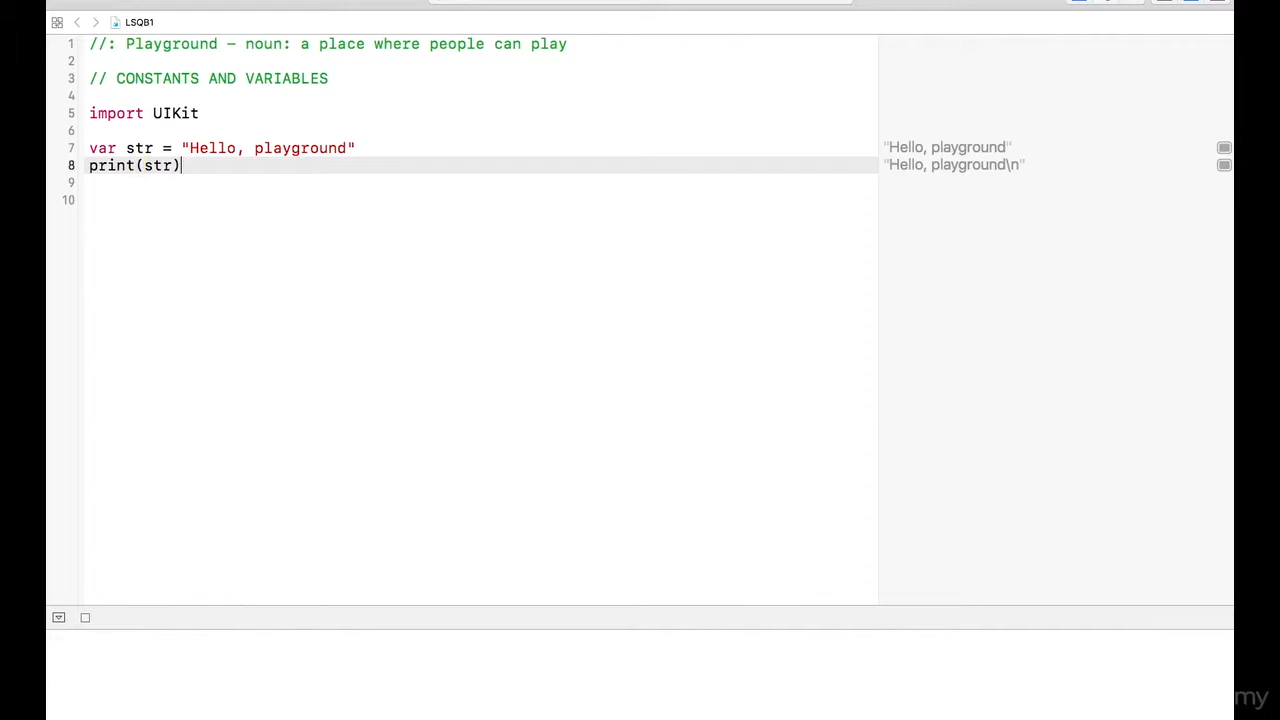 LSQB1
1 //: Playground - noun: a place where people can play
2
3 // CONSTANTS AND VARIABLES
4
5 import UIKit
6
7 var str = "Hello, playground" "Hello, playground"
8 print(str) "Hello, playground\n"
9
10
my